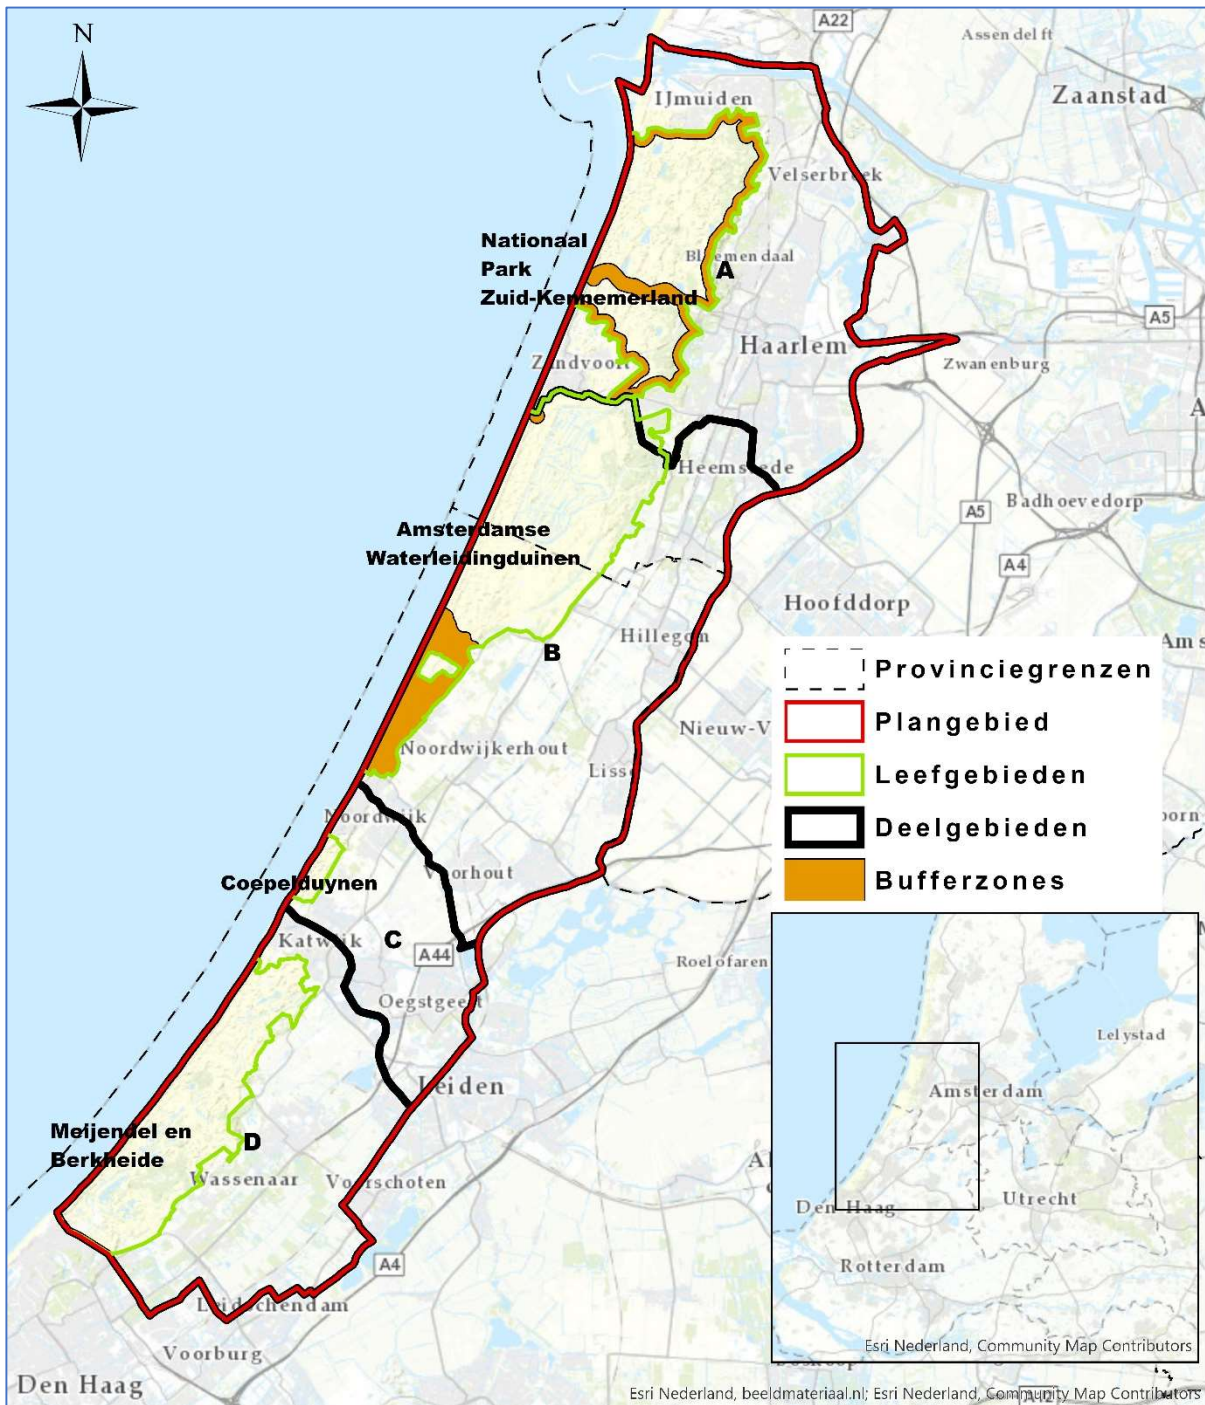 N
A22
Assendelft
Zaanstad
IJmuiden
Velserbroek
Nationaal
Park
Zuid-Kennemerland
Bloemendaal
A
A5
Haarlem
Zwanenburg
Zandvoort
Heemstede
Badhoevedorp
A5
Amsterdamse
Waterleidingduinen
A4
Hoofddorp
Hillegom
Ams
B
Provinciegrenzen
Plangebied
Nieuw-V
Noordwijkerhout
Lisse
Leefgebieden
Noordwijk
Deelgebieden
Voorhout
Coepelduynen
Bufferzones
Katwijk
C
A44
Roelofaren
Oegstgeest
Leiden
Lelystad
Amsterdam
Meijendel en
Berkheide
D
Wassenaar
Voorschoten
Utrecht
Den Haag
A4
Rotterdam
Leidschendam
Voorburg
Esri Nederland, Community Map Contributors
Den Haag
Esri Nederland, beeldmateriaal.nl; Esri Nederland, Community Map Contributors